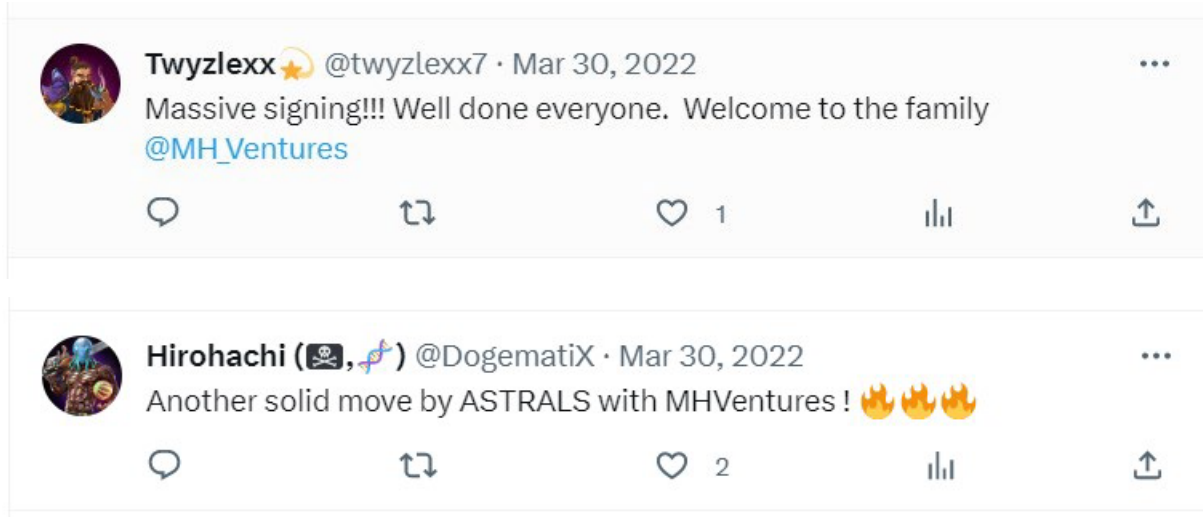 Twyzlexx💫 @twyzlexx7 · Mar 30, 2022
Massive signing!!! Well done everyone.  Welcome to the family
@MH_Ventures
1
Hirohachi (🏴‍☠️,🧬) @DogematiX · Mar 30, 2022
Another solid move by ASTRALS with MHVentures ! 🔥🔥🔥
2